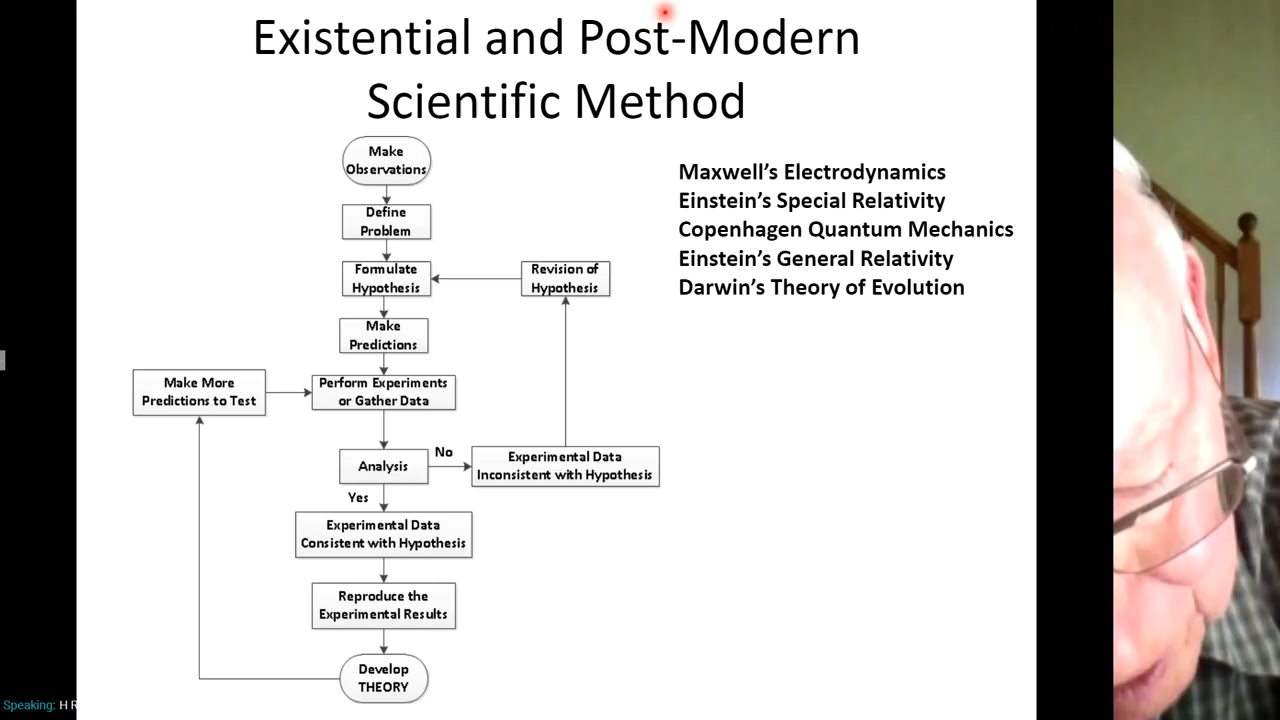 Existential and Post-Modern
Scientific Method
Make
Observations
Define
Problem
Formulate
Hypothesis
Revision of
Hypothesis
Make
Predictions
Make More
Predictions to Test
Perform Experiments
or Gather Data
Analysis
No
Experimental Data
Inconsistent with Hypothesis
Yes
Experimental Data
Consistent with Hypothesis
Reproduce the
Experimental Results
Develop
THEORY
Maxwell's Electrodynamics
Einstein's Special Relativity
Copenhagen Quantum Mechanics
Einstein's General Relativity
Darwin's Theory of Evolution
Speaking: H R